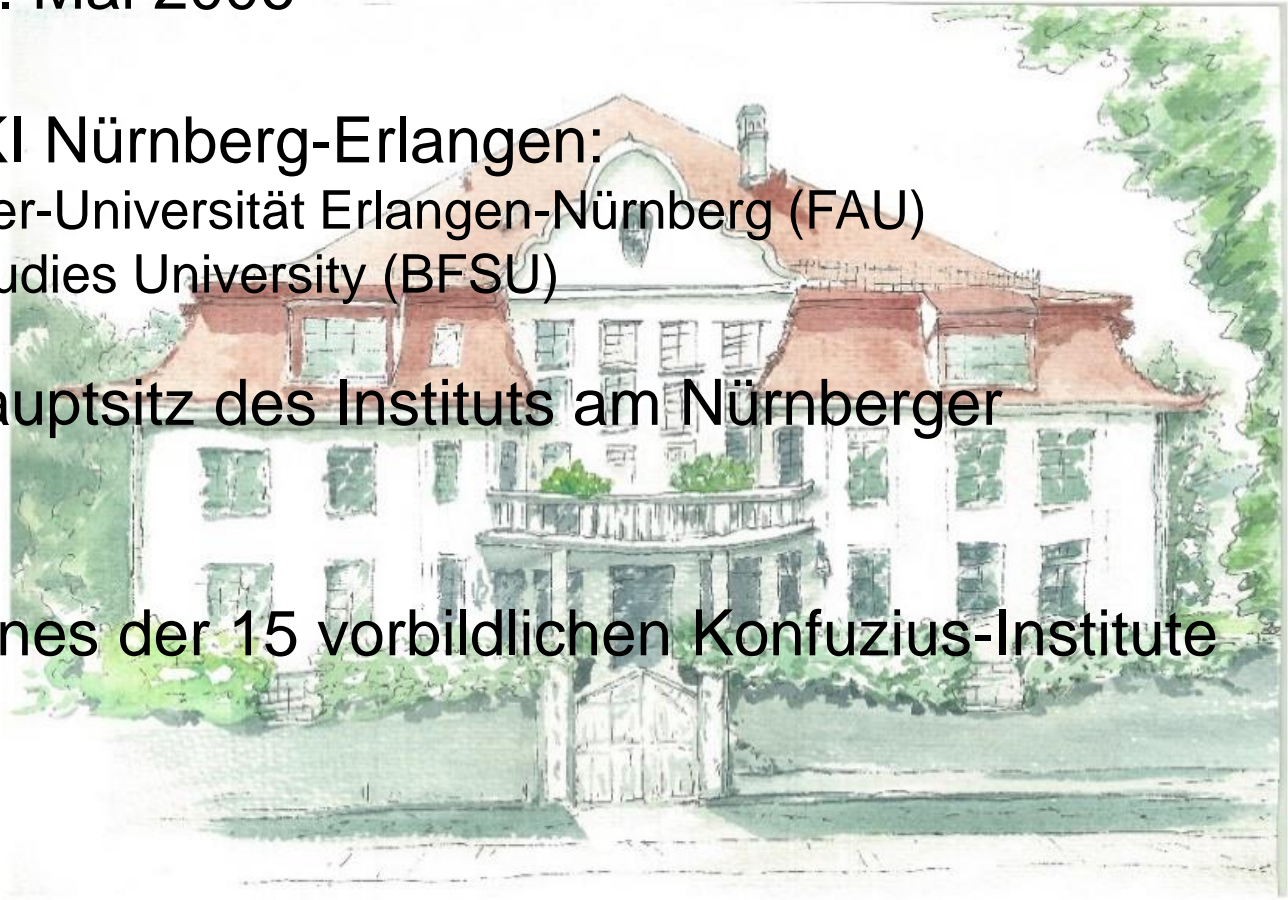 . Mai
KI Nürnberg-Erlangen:
er-Universität Erlangen-Nürnberg (FAU)
udies University (BFSU)
auptsitz des Instituts am Nürnberger
nes der 15 vorbildlichen Konfuzius-Institute